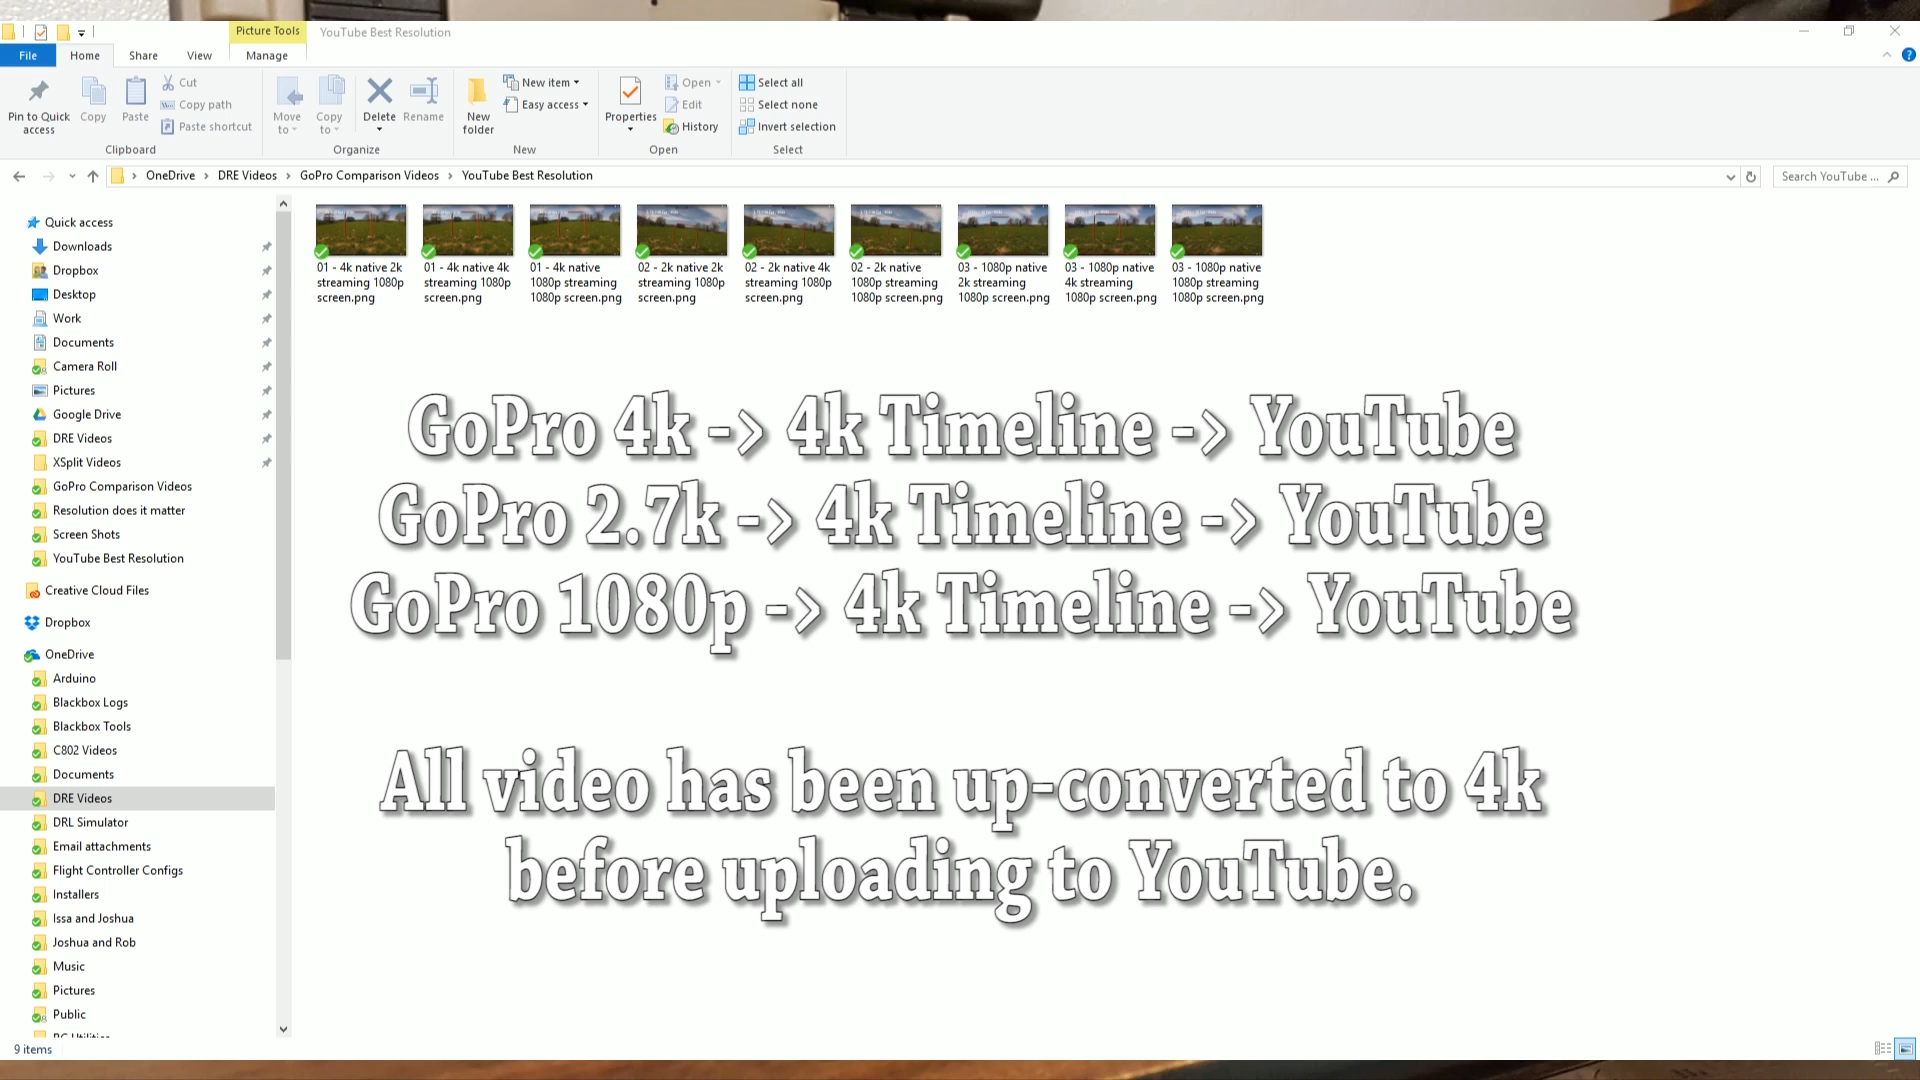 Picture Tools
YouTube Best Resolution
File
Home
Share
View
Manage
Pin to Quick access
Copy
Paste
Cut
Copy path
Paste shortcut
Clipboard
Move to
Copy to
Delete
Rename
Organize
New folder
New item
Easy access
New
Properties
Open
Edit
History
Open
Select all
Select none
Invert selection
Select
OneDrive
DRE Videos
GoPro Comparison Videos
YouTube Best Resolution
Search YouTube ...
Quick access
Downloads
Dropbox
Desktop
Work
Documents
Camera Roll
Pictures
Google Drive
DRE Videos
XSplit Videos
GoPro Comparison Videos
Resolution does it matter
Screen Shots
YouTube Best Resolution
Creative Cloud Files
Dropbox
OneDrive
Arduino
Blackbox Logs
Blackbox Tools
C802 Videos
Documents
DRE Videos
DRL Simulator
Email attachments
Flight Controller Configs
Installers
Issa and Joshua
Joshua and Rob
Music
Pictures
Public
9 items
01 - 4k native 2k
streaming 1080p
screen.png
01 - 4k native 4k
streaming 1080p
screen.png
01 - 4k native
1080p streaming
1080p screen.png
02 - 2k native 2k
streaming 1080p
screen.png
02 - 2k native 4k
streaming 1080p
screen.png
02 - 2k native
1080p streaming
1080p screen.png
03 - 1080p native
2k streaming
1080p screen.png
03 - 1080p native
4k streaming
1080p screen.png
03 - 1080p native
1080p streaming
1080p screen.png
GoPro 4k -> 4k Timeline -> YouTube
GoPro 2.7k -> 4k Timeline -> YouTube
GoPro 1080p -> 4k Timeline -> YouTube
All video has been up-converted to 4k
before uploading to YouTube.